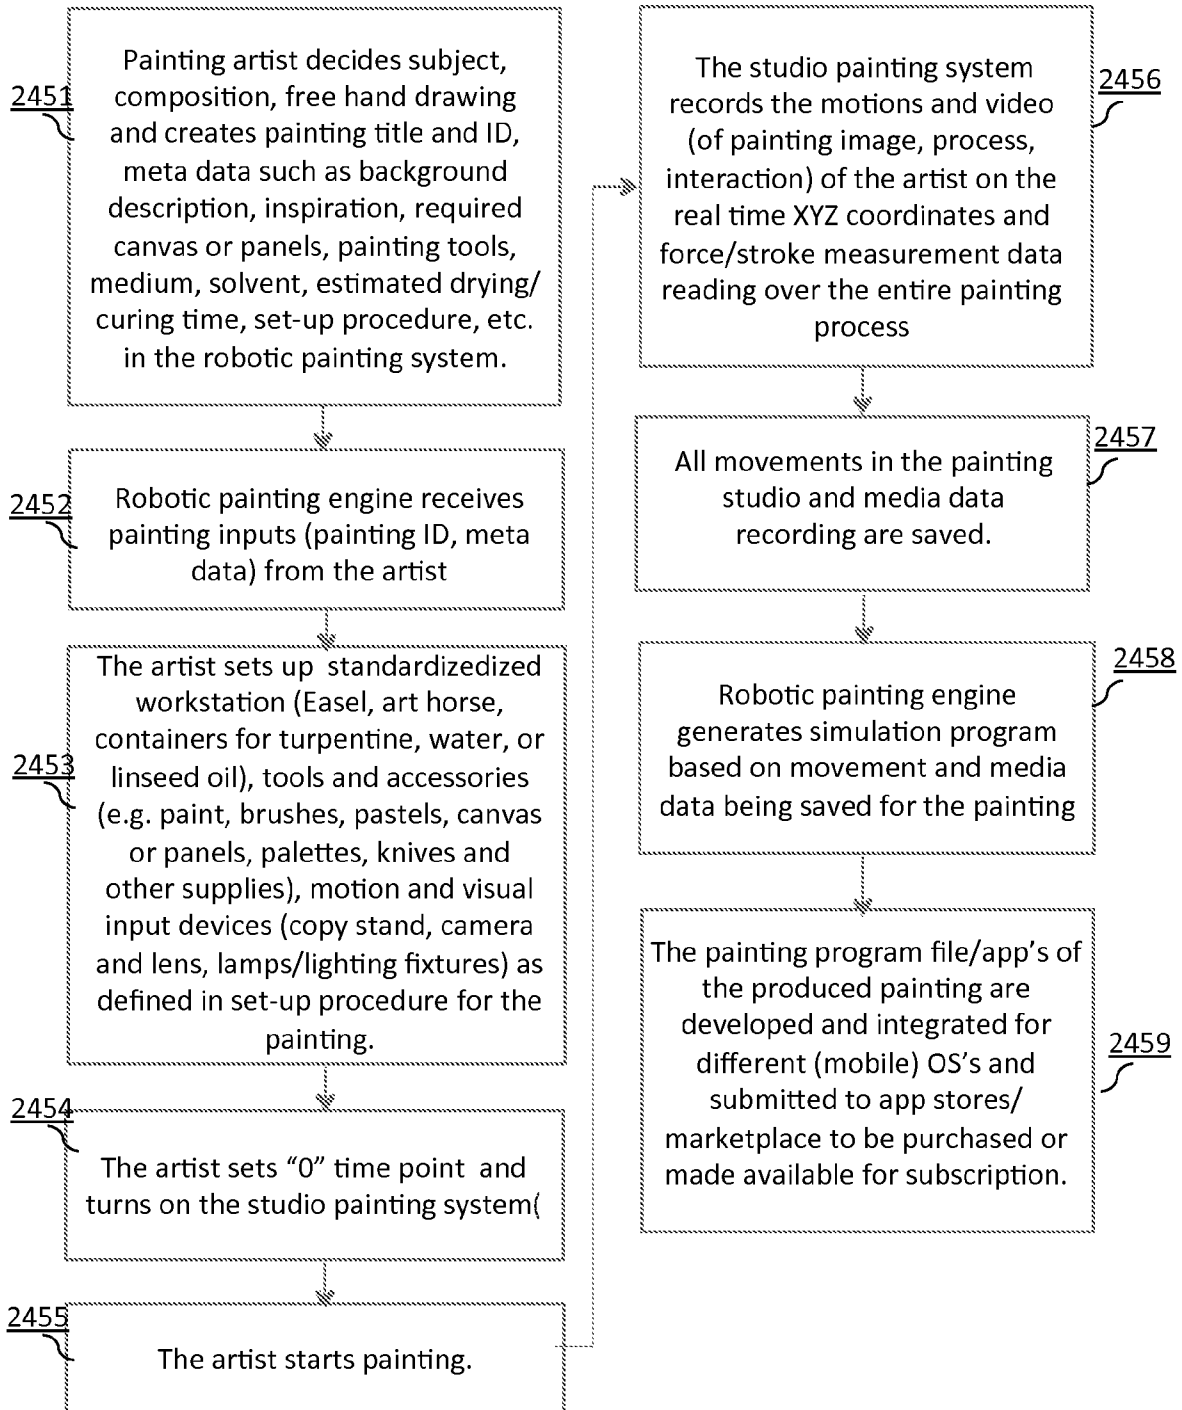 2451
Painting artist decides subject,
composition, free hand drawing
and creates painting title and ID,
meta data such as background
description, inspiration, required
canvas or panels, painting tools,
medium, solvent, estimated drying/
curing time, set-up procedure, etc.
in the robotic painting system.
2452
Robotic painting engine receives
painting inputs (painting ID, meta
data) from the artist
2453
The artist sets up standardizedized
workstation (Easel, art horse,
containers for turpentine, water, or
linseed oil), tools and accessories
(e.g. paint, brushes, pastels, canvas
or panels, palettes, knives and
other supplies), motion and visual
input devices (copy stand, camera
and lens, lamps/lighting fixtures) as
defined in set-up procedure for the
painting.
2454
The artist sets “0” time point and
turns on the studio painting system(
2455
The artist starts painting.
2456
The studio painting system
records the motions and video
(of painting image, process,
interaction) of the artist on the
real time XYZ coordinates and
force/stroke measurement data
reading over the entire painting
process
2457
All movements in the painting
studio and media data
recording are saved.
2458
Robotic painting engine
generates simulation program
based on movement and media
data being saved for the painting
2459
The painting program file/app’s of
the produced painting are
developed and integrated for
different (mobile) OS’s and
submitted to app stores/
marketplace to be purchased or
made available for subscription.